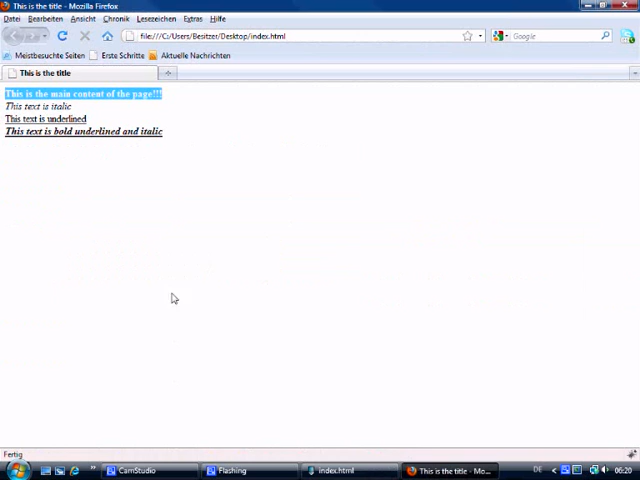 This is the title - Mozilla Firefox
Datei Bearbeiten Ansicht Chronik Lesezeichen Extras Hilfe
file:///C:/Users/Besitzer/Desktop/index.html
Google
Meistbesuchte Seiten Erste Schritte Aktuelle Nachrichten
This is the title
This is the main content of the page!!!
This text is italic
This text is underlined
This text is bold underlined and italic
Fertig
CamStudio Flashing index.html This is the title - Mo... DE 06:20